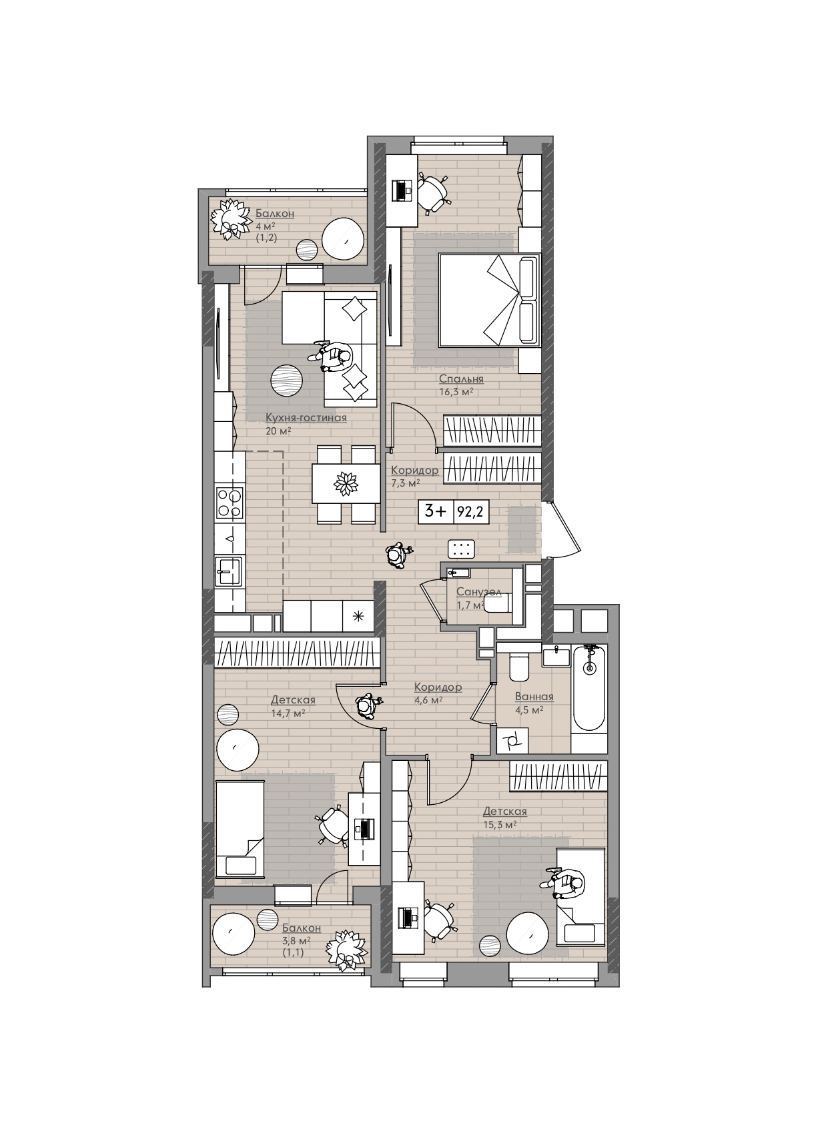 Балкон
4 м²
(1,2)
Спальня
16,3 м²
Кухня-гостиная
20 м²
Коридор
7,3 м²
3+ 92,2
Санузел
1,7 м²
Коридор
4,6 м²
Ванная
4,5 м²
Детская
14,7 м²
Детская
15,3 м²
Балкон
3,8 м²
(1,1)